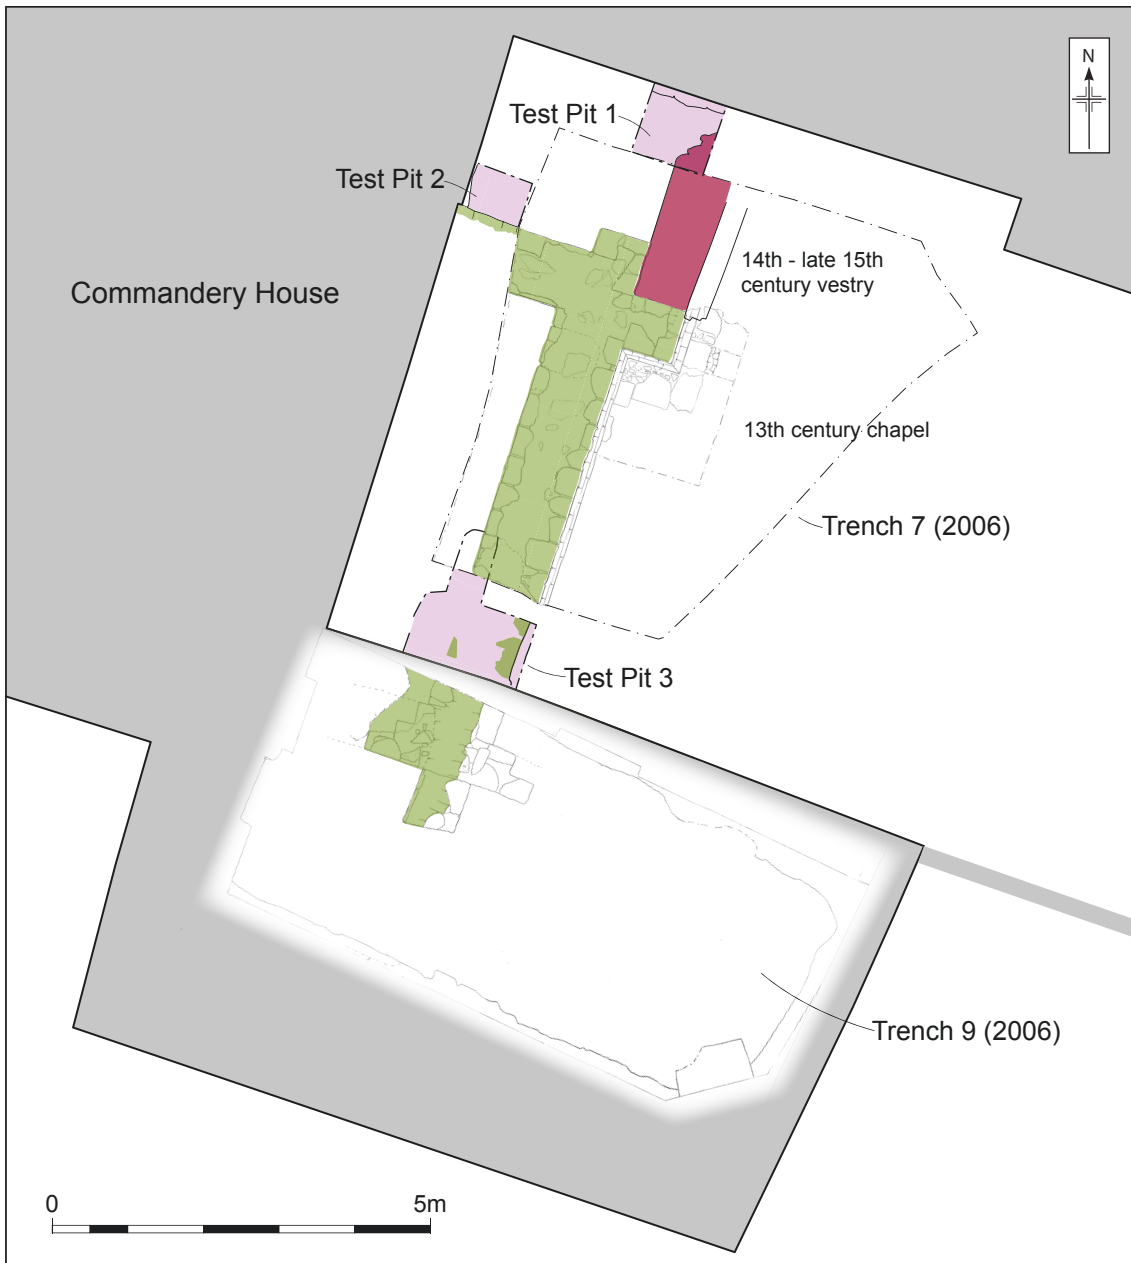 N
Test Pit 1
Test Pit 2
14th - late 15th
century vestry
Commandery House
13th century chapel
Trench 7 (2006)
Test Pit 3
Trench 9 (2006)
0 5m